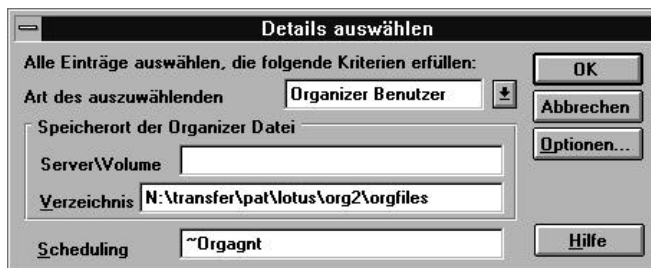 Details auswählen
Alle Einträge auswählen, die folgende Kriterien erfüllen:
OK
Art des auszuwählenden Organizer Benutzer
Abbrechen
Speicherort der Organizer Datei
Optionen...
Server\Volume
Verzeichnis N:\transfer\pat\lotus\org2\orgfiles
Scheduling ~Orgagnt
Hilfe